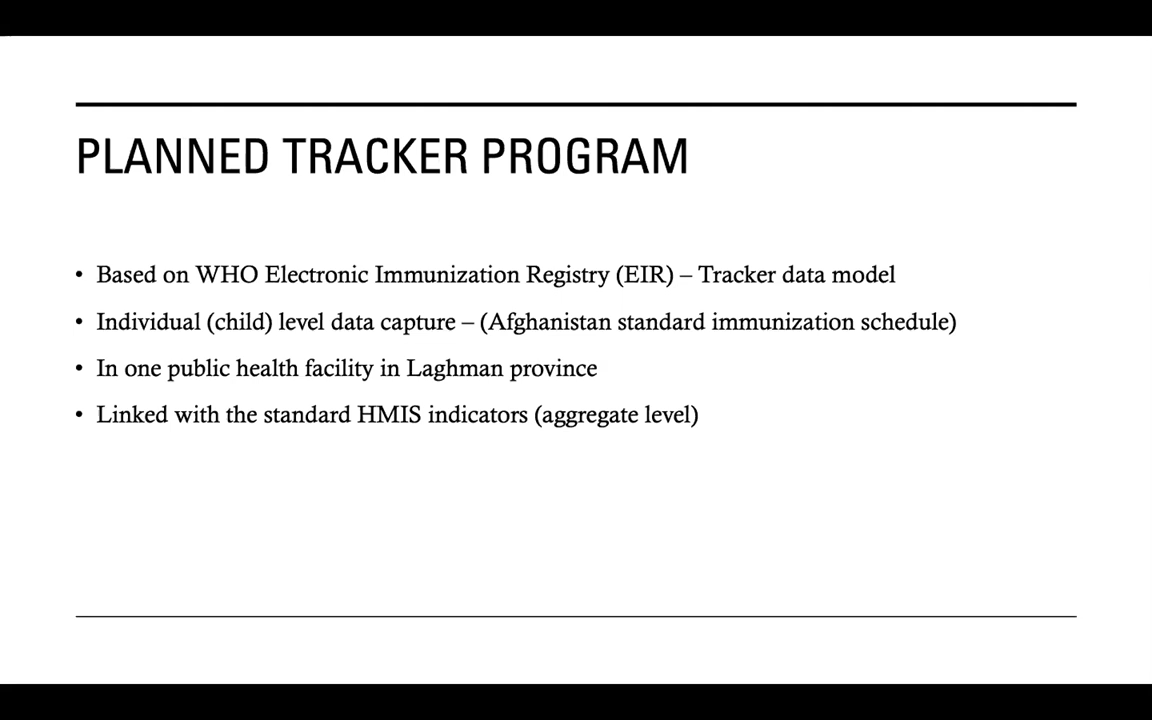 PLANNED TRACKER PROGRAM
• Based on WHO Electronic Immunization Registry (EIR) – Tracker data model
• Individual (child) level data capture – (Afghanistan standard immunization schedule)
• In one public health facility in Laghman province
• Linked with the standard HMIS indicators (aggregate level)